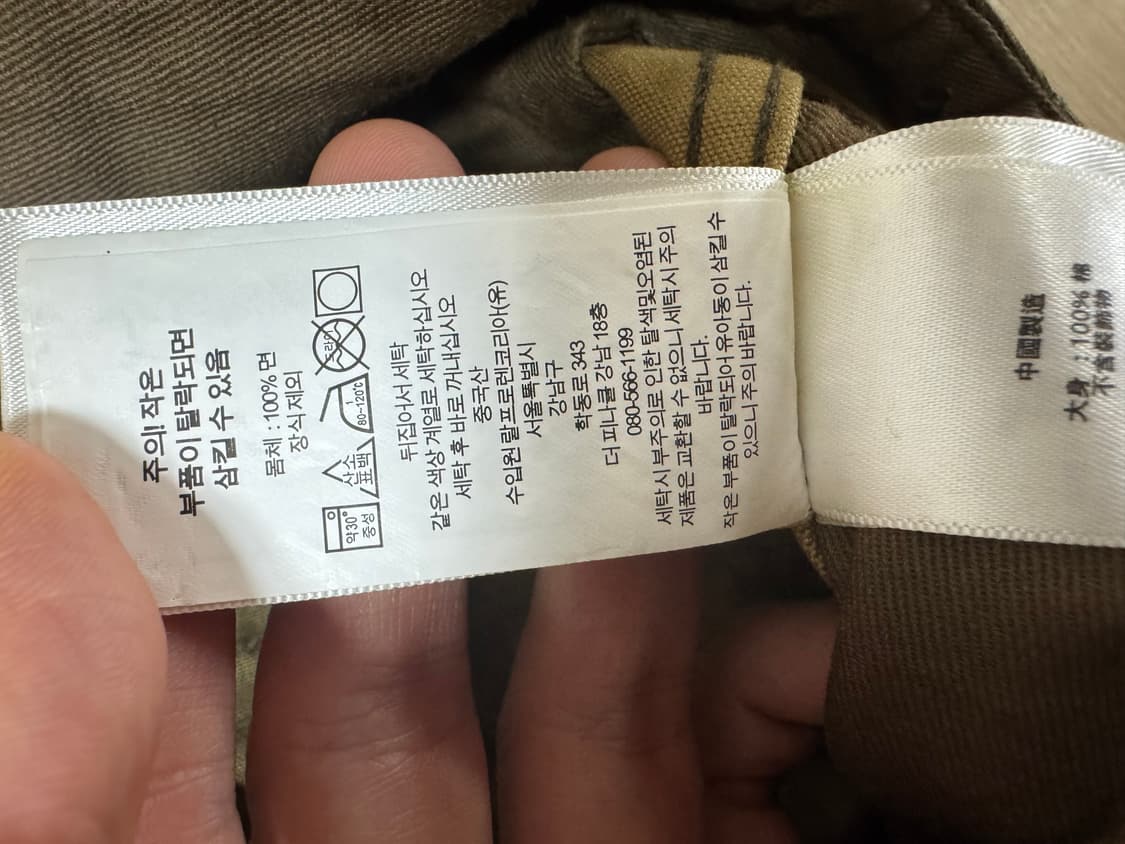 주의! 작은
부품이 탈락되면
삼킬 수 있음
몸체 : 100% 면
장식 제외
약30°
중성
산소
표백
80~120℃
드라이
뒤집어서 세탁
같은 색상 계열로 세탁하십시오
세탁 후 바로 꺼내십시오
중국산
수입원 랄프로렌코리아(유)
서울특별시
강남구
학동로 343
더 피나클 강남 18층
080-566-1199
세탁시 부주의로 인한 탈색및오염된
제품은 교환할 수 없으니 세탁시 주의
바랍니다.
작은 부품이 탈락되어 유아동이 삼킬 수
있으니 주의 바랍니다.
中國製造
大身 : 100% 棉
不含裝飾物